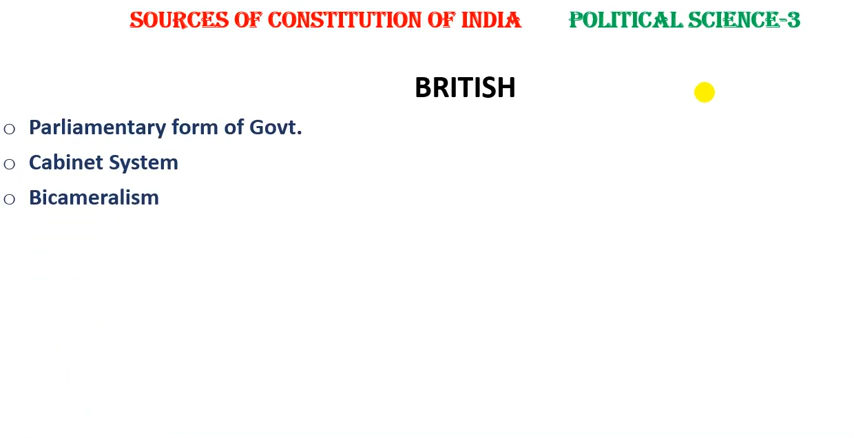 SOURCES OF CONSTITUTION OF INDIA POLITICAL SCIENCE-3
BRITISH
o Parliamentary form of Govt.
o Cabinet System
o Bicameralism